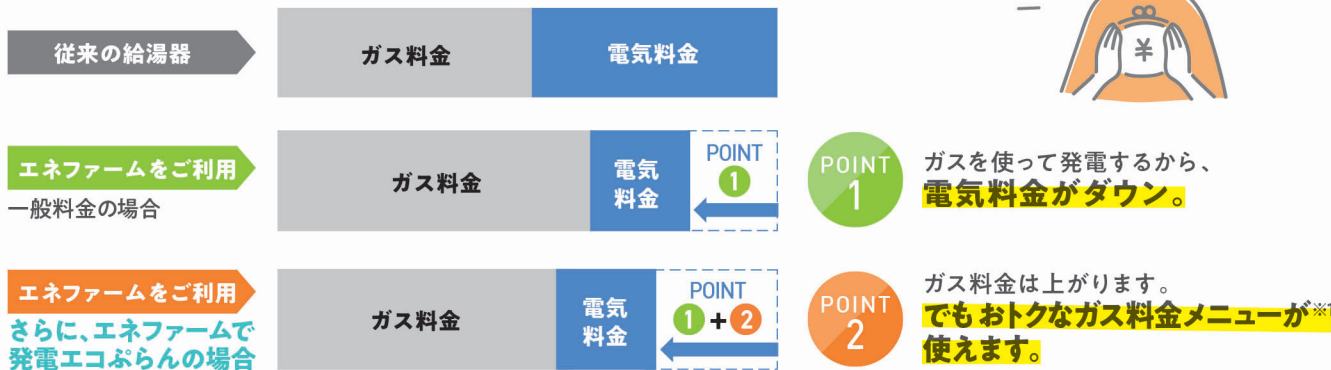 従来の給湯器
ガス料金
電気料金
¥
エネファームをご利用
一般料金の場合
ガス料金
電気
料金
POINT
1
POINT
1
ガスを使って発電するから、
電気料金がダウン。
エネファームをご利用
さらに、エネファームで
発電エコぷらんの場合
ガス料金
電気
料金
POINT
1+2
POINT
2
ガス料金は上がります。
でもおトクなガス料金メニューが※
使えます。